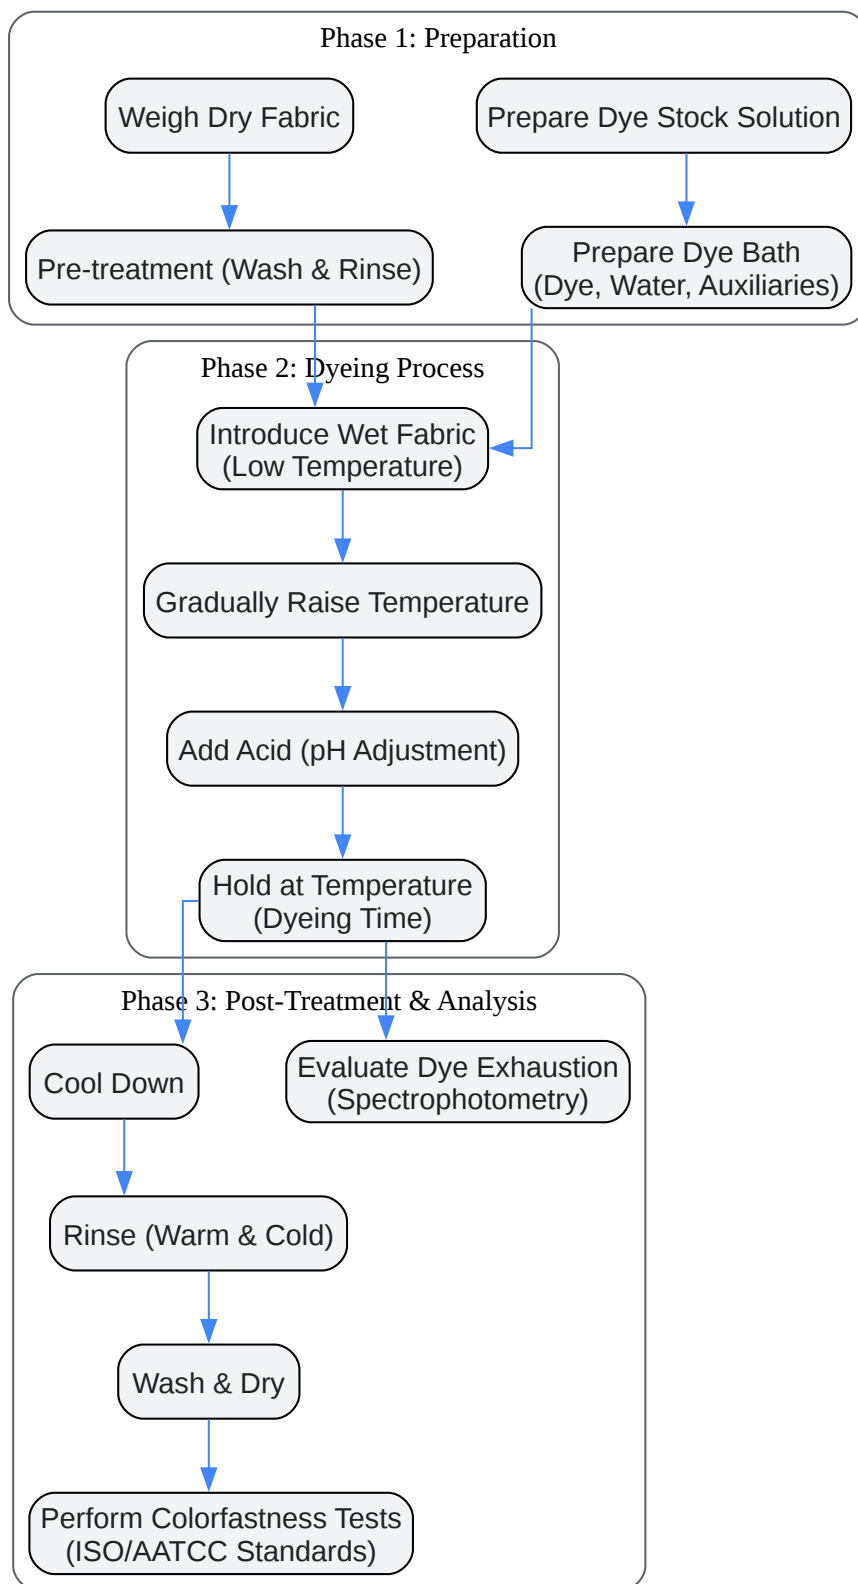 Phase 1: Preparation
Weigh Dry Fabric
Prepare Dye Stock Solution
Pre-treatment (Wash & Rinse)
Prepare Dye Bath
(Dye, Water, Auxiliaries)
Phase 2: Dyeing Process
Introduce Wet Fabric
(Low Temperature)
Gradually Raise Temperature
Add Acid (pH Adjustment)
Hold at Temperature
(Dyeing Time)
Phase 3: Post-Treatment & Analysis
Cool Down
Evaluate Dye Exhaustion
(Spectrophotometry)
Rinse (Warm & Cold)
Wash & Dry
Perform Colorfastness Tests
(ISO/AATCC Standards)